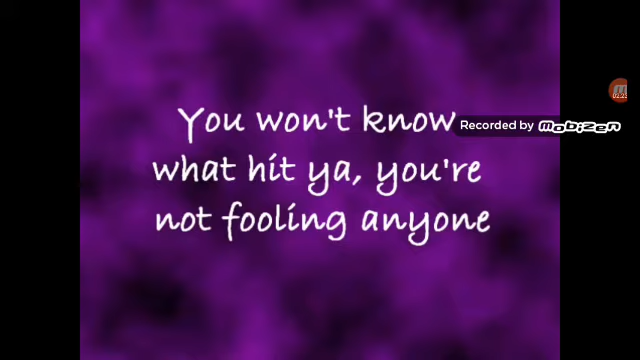 You won't know
what hit ya, you're
not fooling anyone
Recorded by mobizen